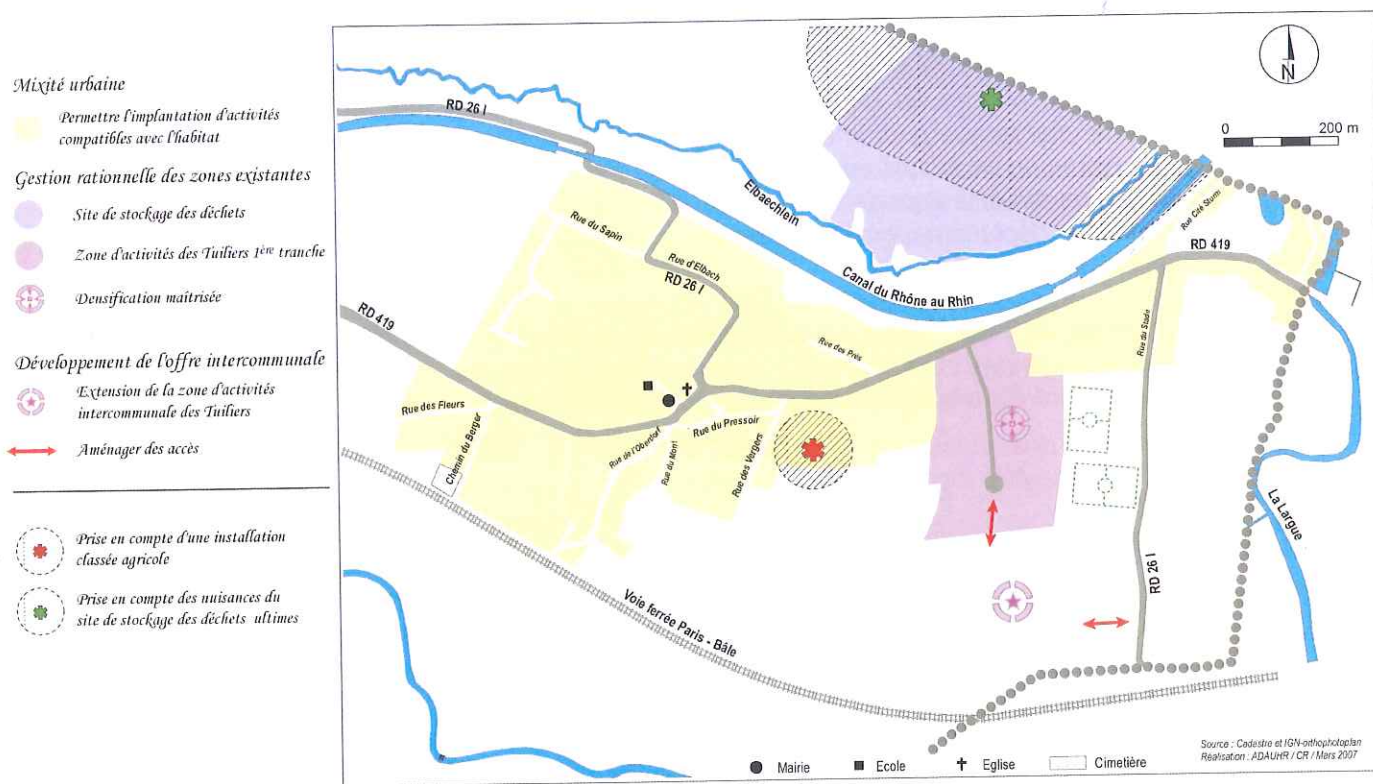 Mixité urbaine
Permettre l'implantation d'activités
compatibles avec l'habitat
Gestion rationnelle des zones existantes
Site de stockage des déchets
Zone d'activités des Tuiliers 1ère tranche
Densification maîtrisée
Développement de l'offre intercommunale
Extension de la zone d'activités
intercommunale des Tuiliers
Aménager des accès
Prise en compte d'une installation
classée agricole
Prise en compte des nuisances du
site de stockage des déchets ultimes
N
0 200 m
RD 26 I
Elbaechlein
Rue Cité Sturm
Rue du Sapin
RD 419
Rue d'Elbach
RD 26 I
Canal du Rhône au Rhin
RD 419
Rue du Stade
Rue des Prés
Rue des Fleurs
Rue du Pressoir
Chemin du Berger
Rue de l'Oberdorf
Rue du Mont
Rue des Vergers
La Largue
RD 26 I
Voie ferrée Paris - Bâle
Mairie
Ecole
Eglise
Cimetière
Source : Cadastre et IGN-orthophotoplan
Réalisation : ADAUHR / CR / Mars 2007